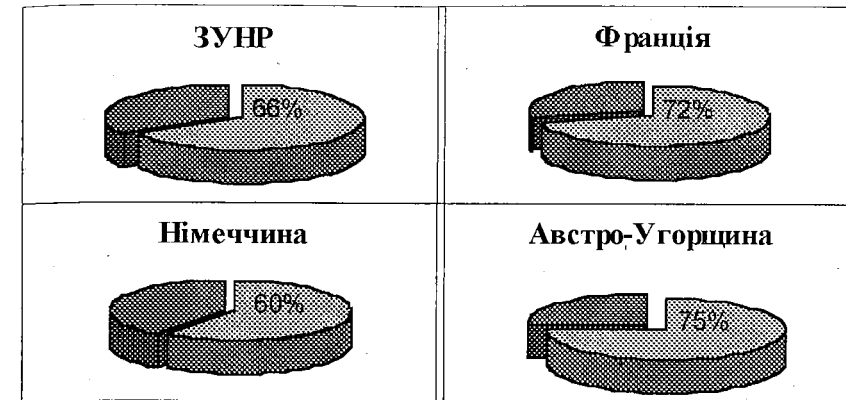 ЗУНР
66%
Франція
72%
Німеччина
60%
Австро-Угорщина
75%